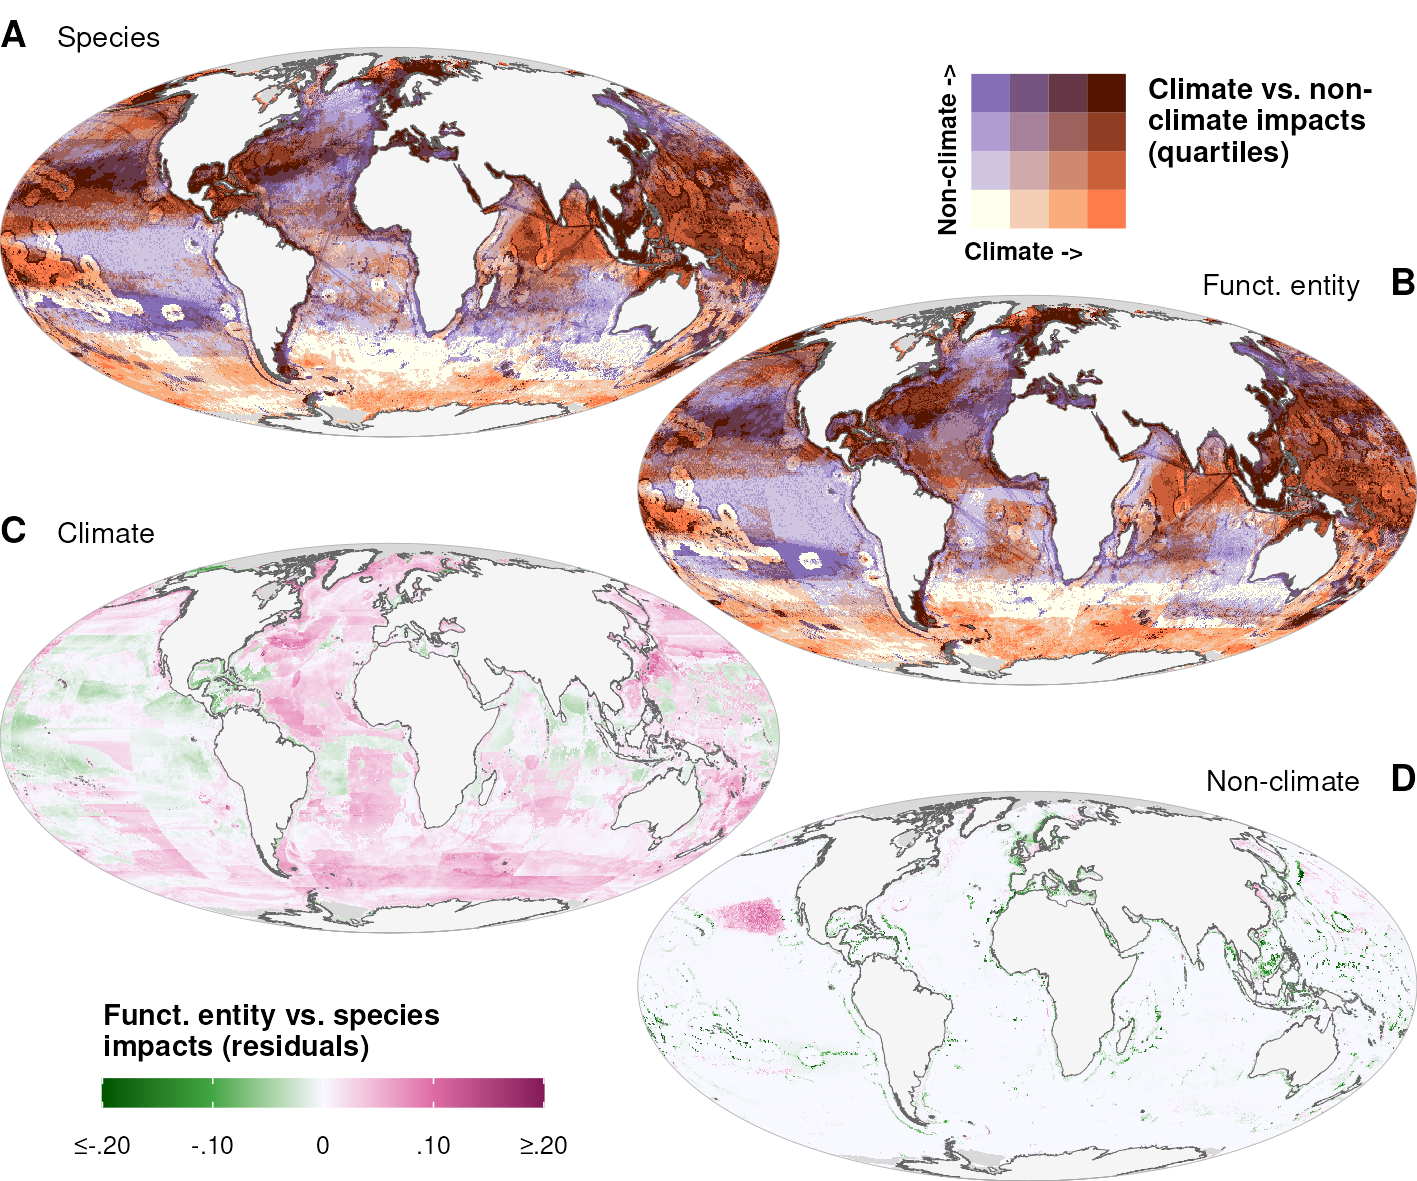 A Species
Non-climate ->
Climate ->
Climate vs. non-
climate impacts
(quartiles)
Funct. entity B
C Climate
Non-climate D
Funct. entity vs. species
impacts (residuals)
≤-.20 -.10 0 .10 ≥.20